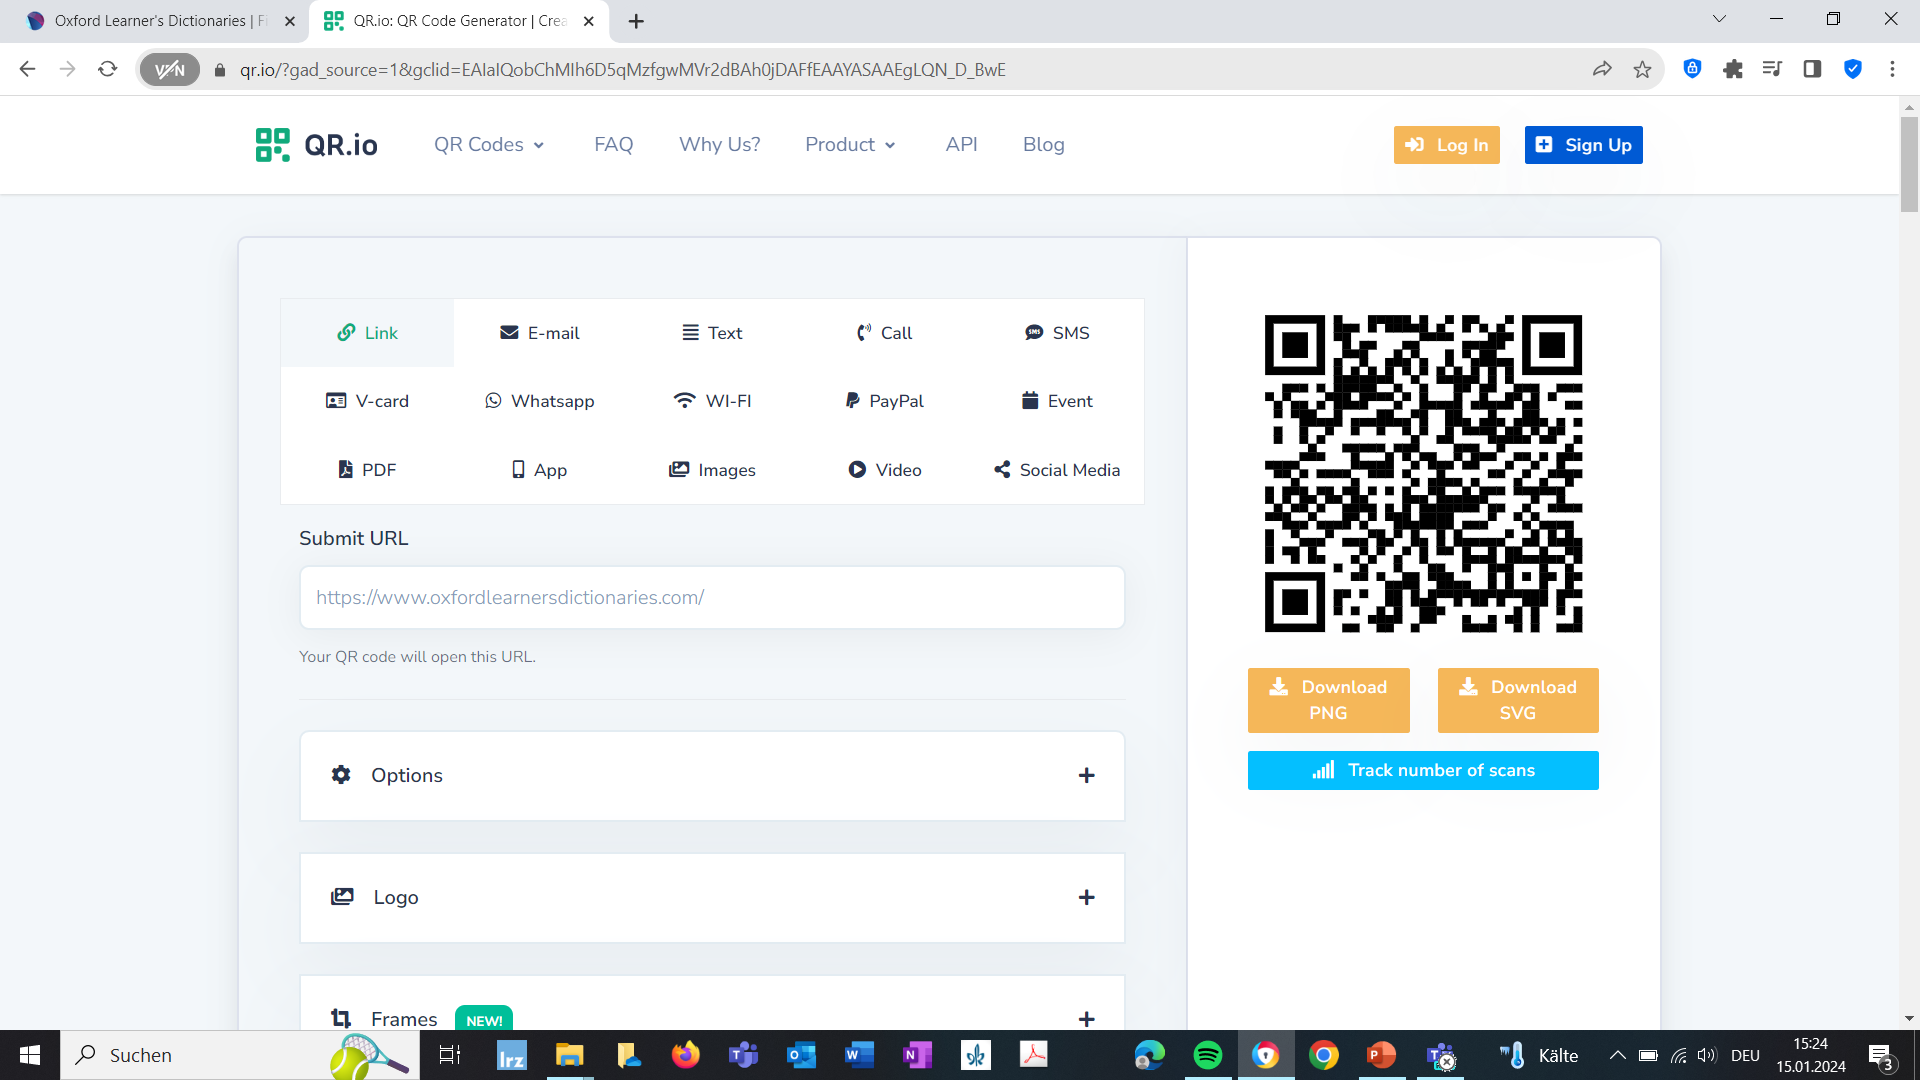 Oxford Learner's Dictionaries | Fi
QR.io: QR Code Generator | Crea
VPN
qr.io/?gad_source=1&gclid=EAIaIQobChMIh6D5qMzfgwMVr2dBAh0jDAFfEAAYASAAEgLQN_D_BwE
QR.io
QR Codes
FAQ
Why Us?
Product
API
Blog
Log In
Sign Up
Link
E-mail
Text
Call
SMS
V-card
Whatsapp
WI-FI
PayPal
Event
PDF
App
Images
Video
Social Media
Submit URL
https://www.oxfordlearnersdictionaries.com/
Your QR code will open this URL.
Download
PNG
Download
SVG
Track number of scans
Options
Logo
Frames
NEW!
Suchen
lrz
Kälte
DEU
15:24
15.01.2024
3